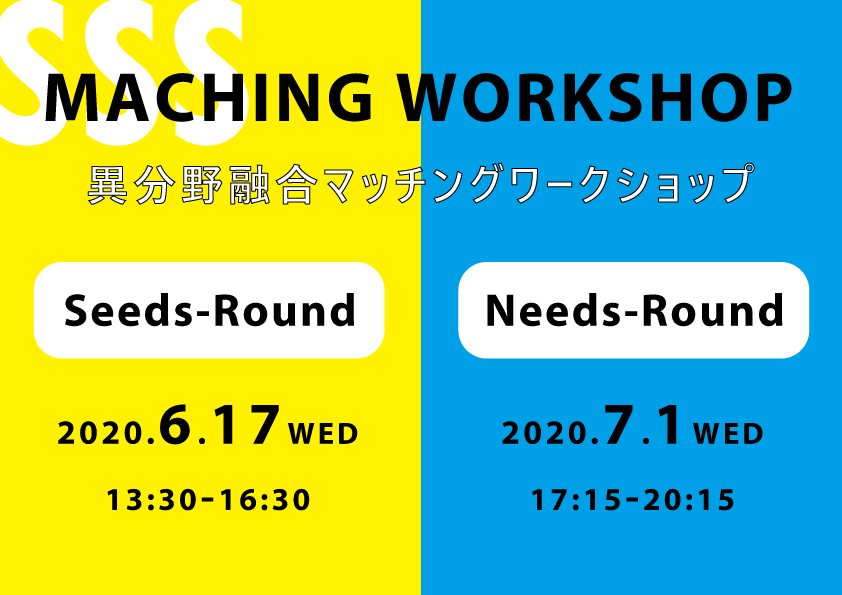 SSS
MACHING WORKSHOP
異分野融合マッチングワークショップ
Seeds-Round
2020.6.17 WED
13:30-16:30
Needs-Round
2020.7.1 WED
17:15-20:15